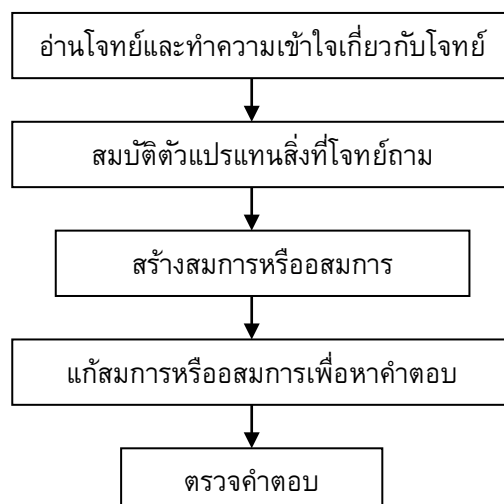 อ่านโจทย์และทำความเข้าใจเกี่ยวกับโจทย์
สมบัติตัวแปรแทนสิ่งที่โจทย์ถาม
สร้างสมการหรืออสมการ
แก้สมการหรืออสมการเพื่อหาคำตอบ
ตรวจคำตอบ